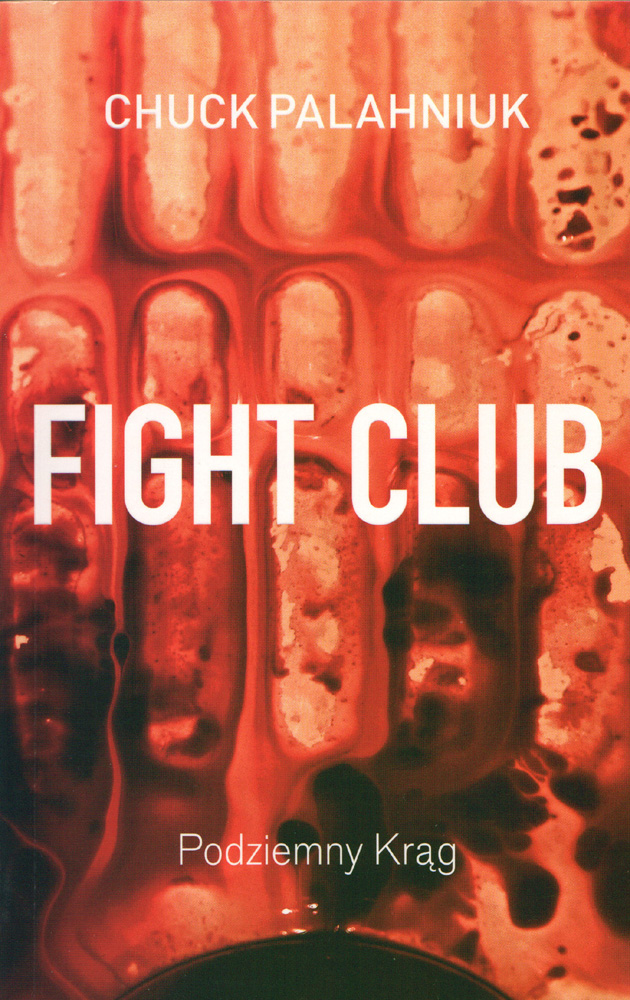 CHUCK PALAHNIUK
FIGHT CLUB
Podziemny Krąg